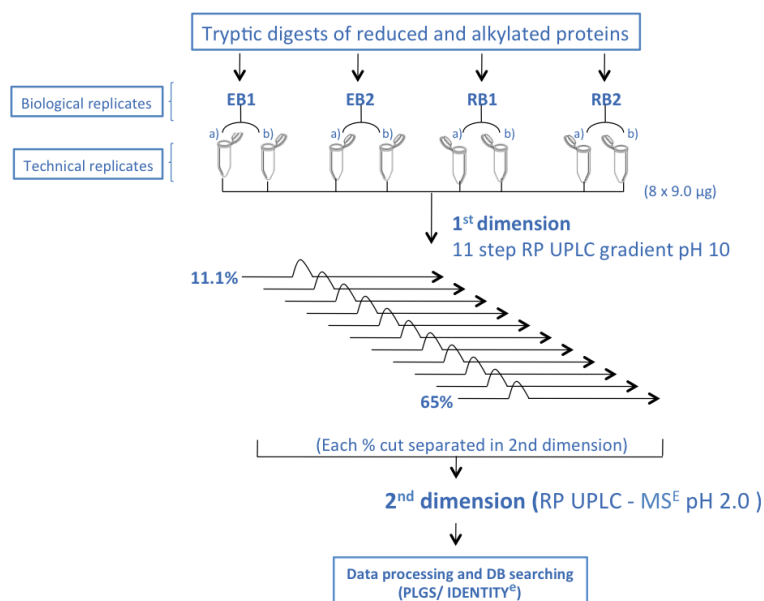 Tryptic digests of reduced and alkylated proteins
Biological replicates
EB1 EB2 RB1 RB2
a) b) a) b) a) b) a) b)
Technical replicates
(8 x 9.0 µg)
1st dimension
11 step RP UPLC gradient pH 10
11.1%
65%
(Each % cut separated in 2nd dimension)
2nd dimension (RP UPLC - MSE pH 2.0 )
Data processing and DB searching
(PLGS/ IDENTITYe)